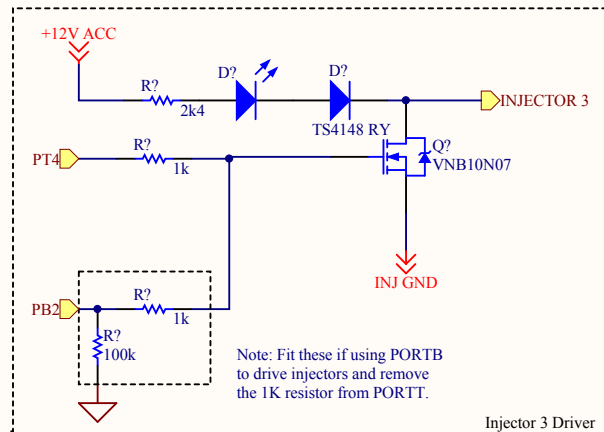 +12V ACC
R?
2k4
D?
D?
TS4148 RY
INJECTOR 3
PT4
R?
1k
Q?
VNB10N07
INJ GND
PB2
R?
1k
R?
100k
Note: Fit these if using PORTB
to drive injectors and remove
the 1K resistor from PORTT.
Injector 3 Driver